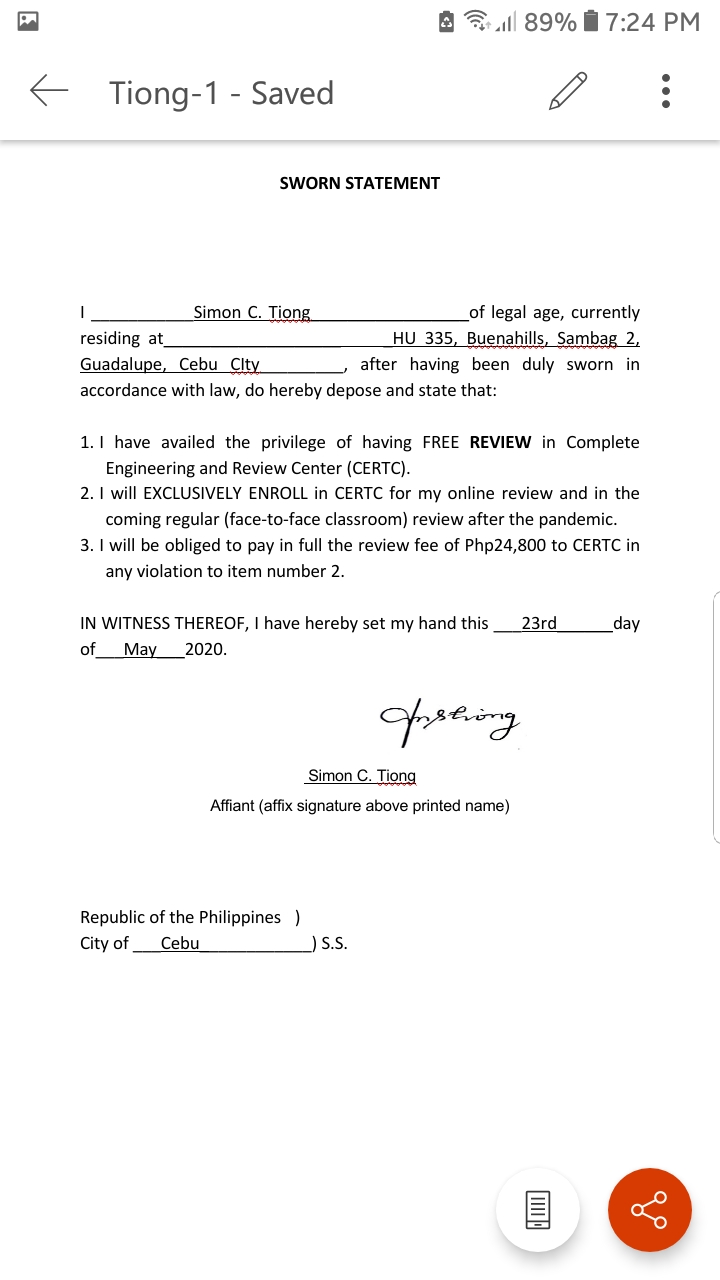 89% 7:24 PM
Tiong-1 - Saved
SWORN STATEMENT
I ___________Simon C. Tiong_________________of legal age, currently
residing at________________________HU 335, Buenahills, Sambag 2,
Guadalupe, Cebu CIty_________, after having been duly sworn in
accordance with law, do hereby depose and state that:
1. I have availed the privilege of having FREE REVIEW in Complete
Engineering and Review Center (CERTC).
2. I will EXCLUSIVELY ENROLL in CERTC for my online review and in the
coming regular (face-to-face classroom) review after the pandemic.
3. I will be obliged to pay in full the review fee of Php24,800 to CERTC in
any violation to item number 2.
IN WITNESS THEREOF, I have hereby set my hand this ___23rd______day
of___May___2020.
Simon C. Tiong
Affiant (affix signature above printed name)
Republic of the Philippines )
City of ___Cebu____________) S.S.